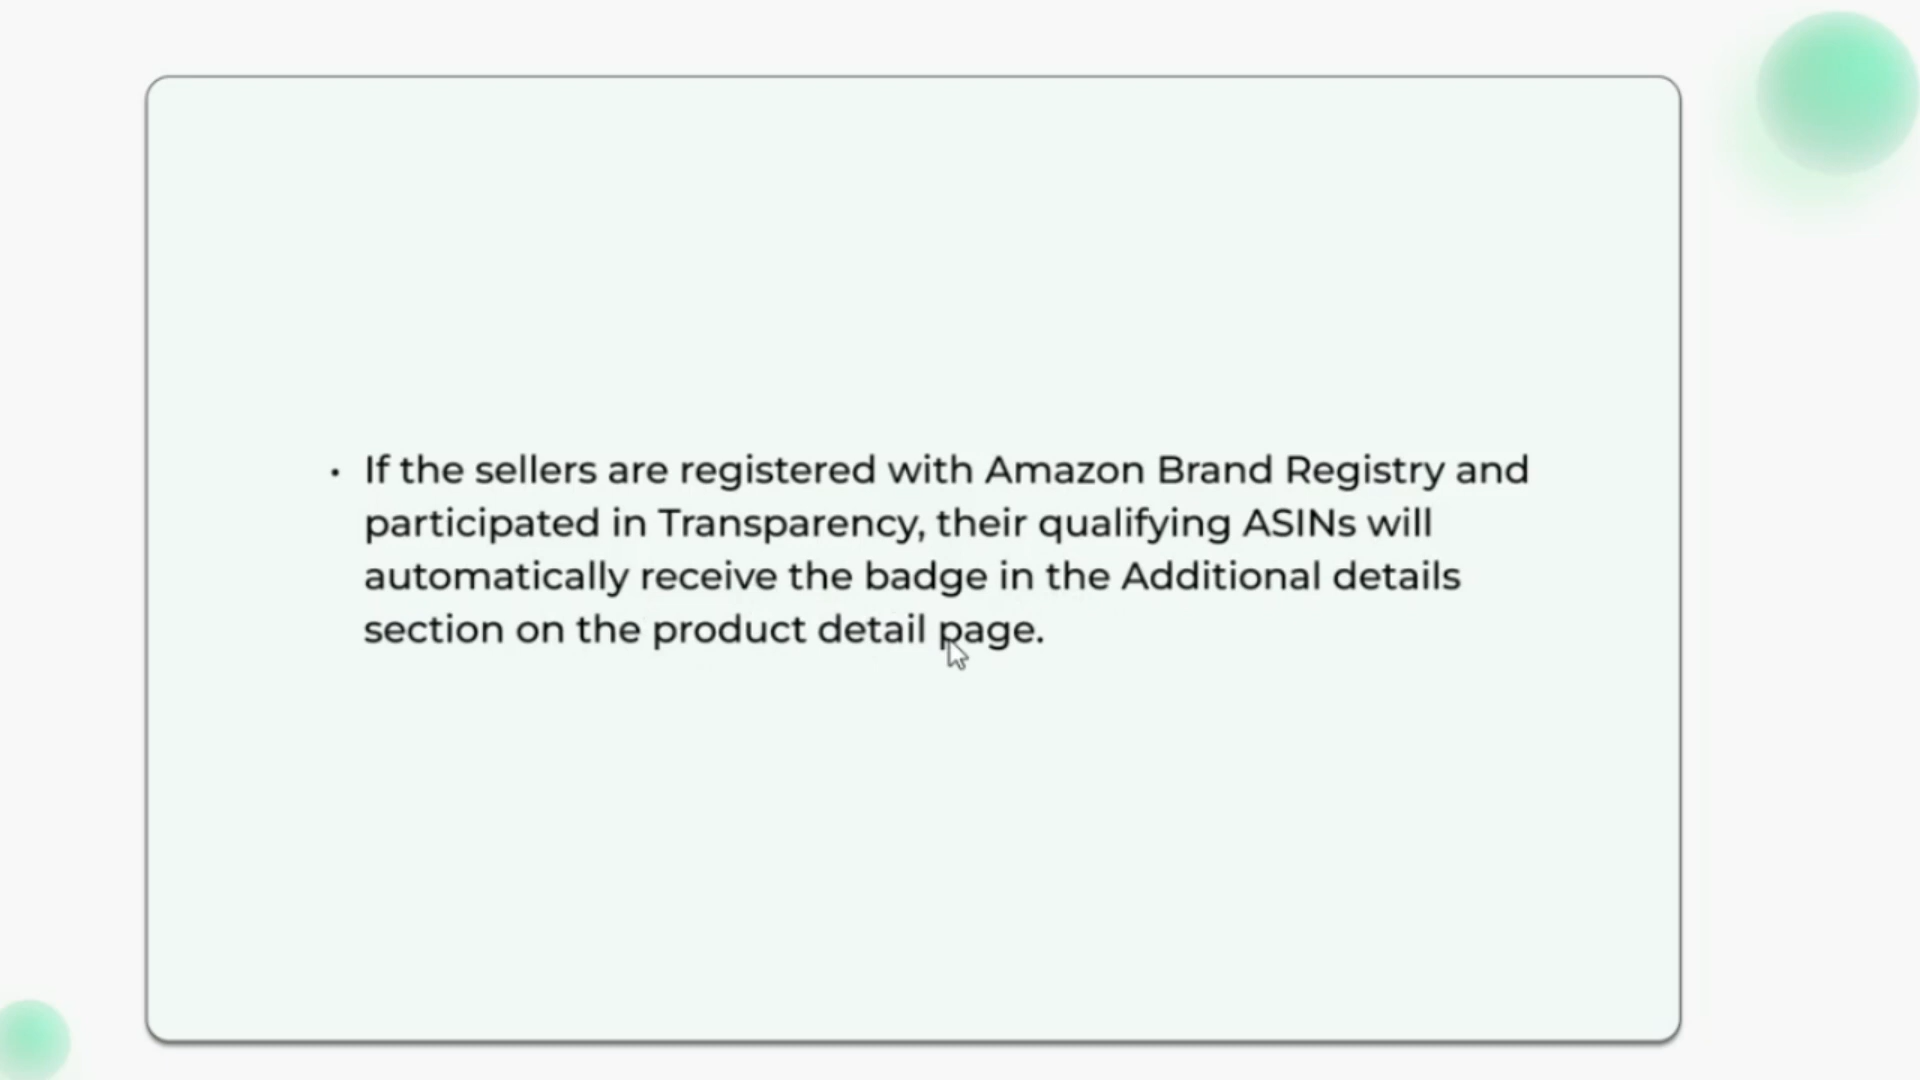 • If the sellers are registered with Amazon Brand Registry and
participated in Transparency, their qualifying ASINs will
automatically receive the badge in the Additional details
section on the product detail page.